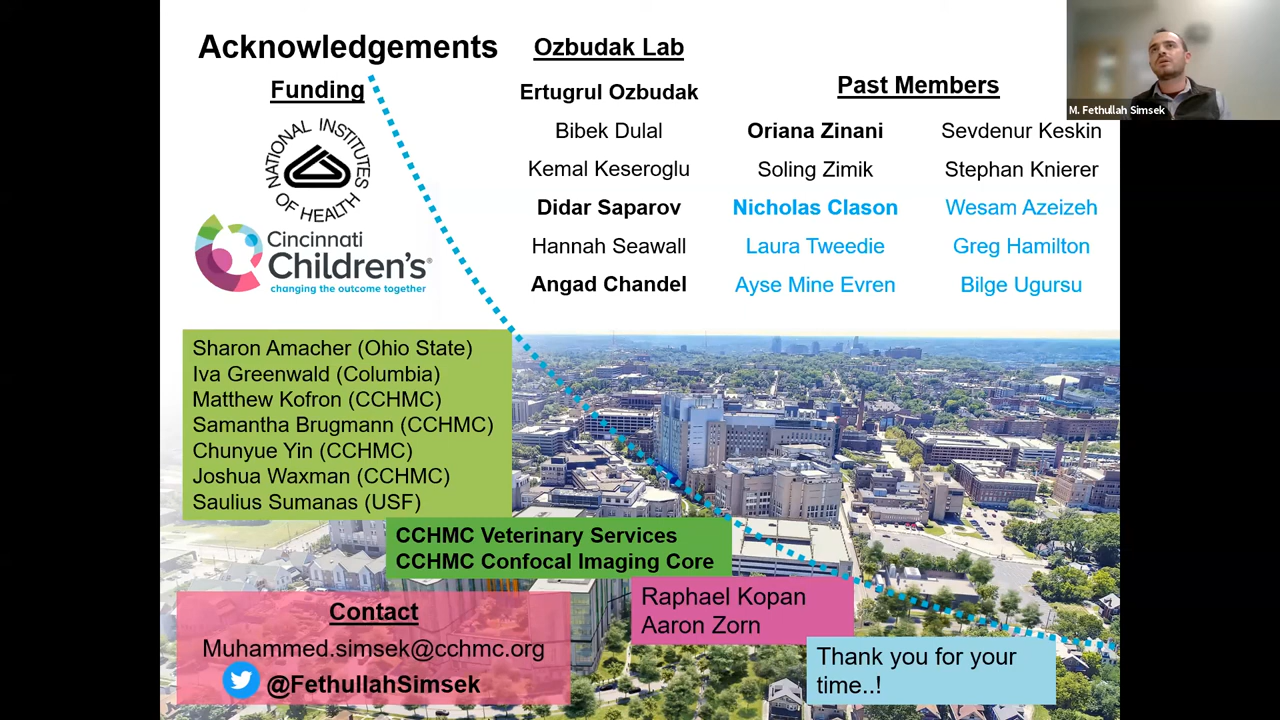 Acknowledgements
Funding
NATIONAL INSTITUTES
OF HEALTH
Cincinnati
Children's®
changing the outcome together
Ozbudak Lab
Ertugrul Ozbudak
Bibek Dulal
Kemal Keseroglu
Didar Saparov
Hannah Seawall
Angad Chandel
Past Members
Oriana Zinani
Soling Zimik
Nicholas Clason
Laura Tweedie
Ayse Mine Evren
Sevdenur Keskin
Stephan Knierer
Wesam Azeizeh
Greg Hamilton
Bilge Ugursu
M. Fethullah Simsek
Sharon Amacher (Ohio State)
Iva Greenwald (Columbia)
Matthew Kofron (CCHMC)
Samantha Brugmann (CCHMC)
Chunyue Yin (CCHMC)
Joshua Waxman (CCHMC)
Saulius Sumanas (USF)
CCHMC Veterinary Services
CCHMC Confocal Imaging Core
Raphael Kopan
Aaron Zorn
Contact
Muhammed.simsek@cchmc.org
@FethullahSimsek
Thank you for your
time..!